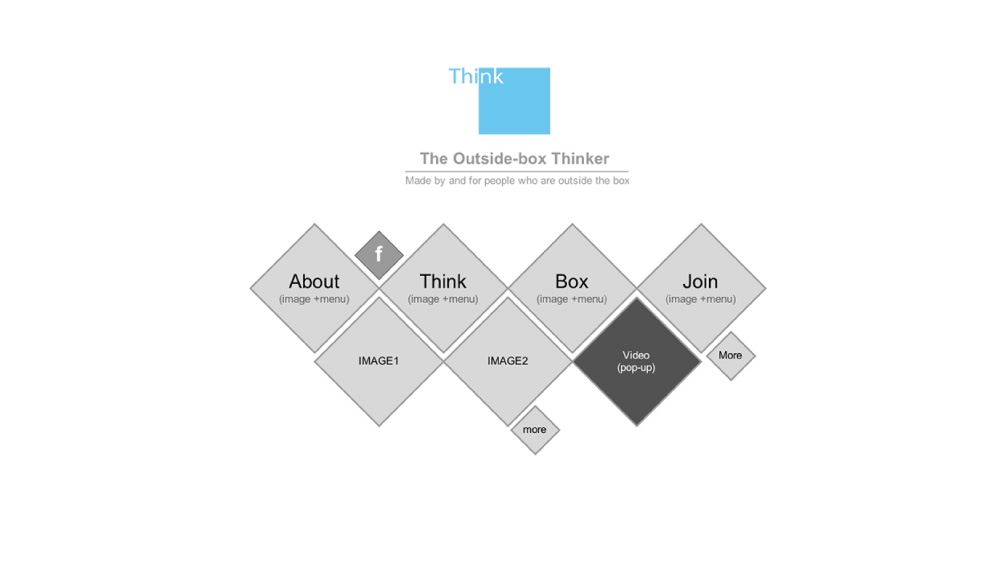 Think
The Outside-box Thinker
Made by and for people who are outside the box
f
About
(image +menu)
Think
(image +menu)
Box
(image +menu)
Join
(image +menu)
IMAGE1
IMAGE2
Video
(pop-up)
More
more